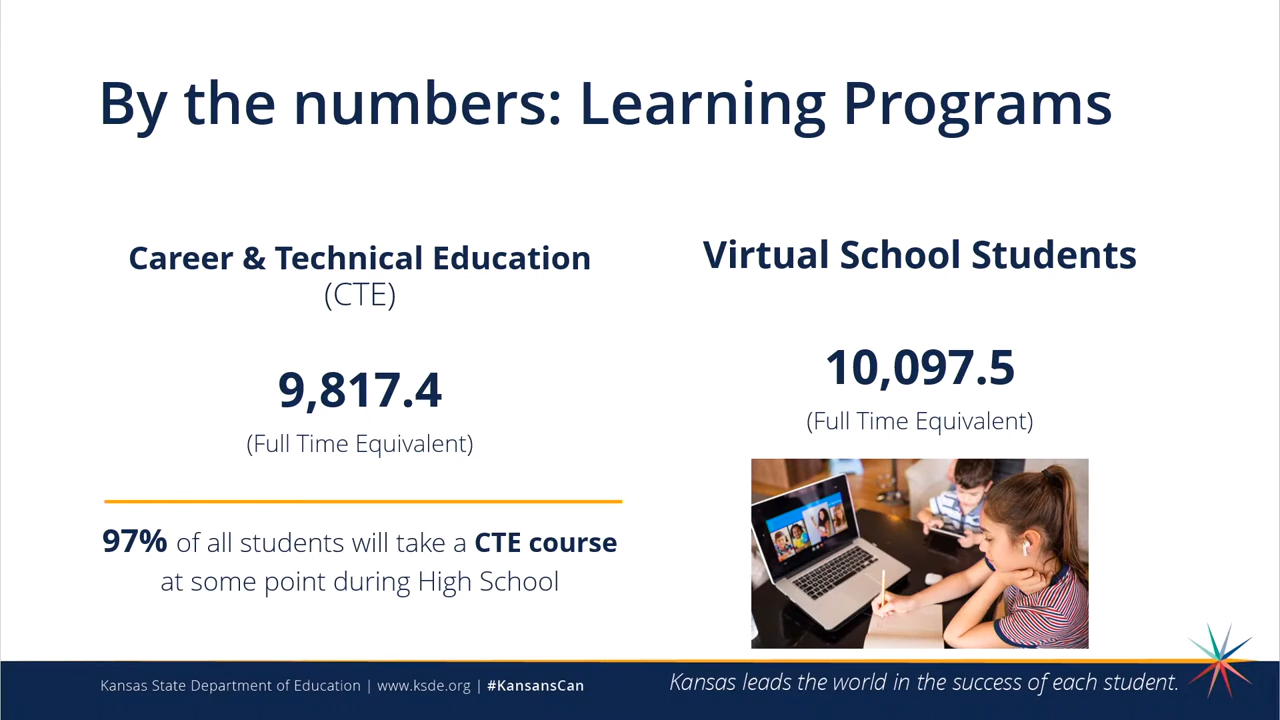 By the numbers: Learning Programs
Career & Technical Education
(CTE)
9,817.4
(Full Time Equivalent)
97% of all students will take a CTE course
at some point during High School
Virtual School Students
10,097.5
(Full Time Equivalent)
Kansas State Department of Education | www.ksde.org | #KansansCan
Kansas leads the world in the success of each student.